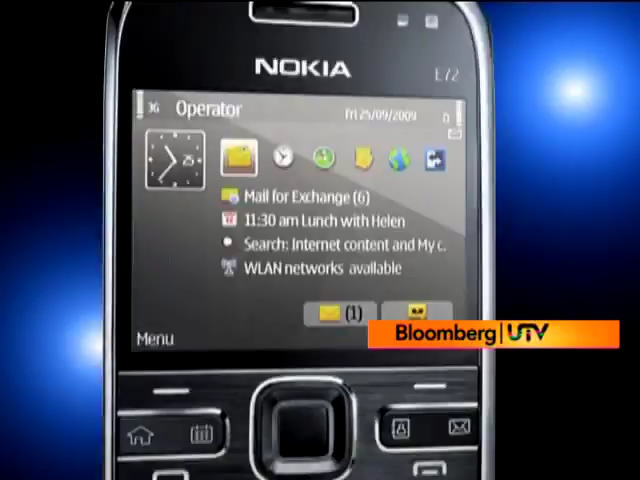 NOKIA
E72
3G Operator Fri 25/09/2009 D
25
Mail for Exchange (6)
11:30 am Lunch with Helen
Search: Internet content and My c.
WLAN networks available
(1)
Menu
Bloomberg | UTV